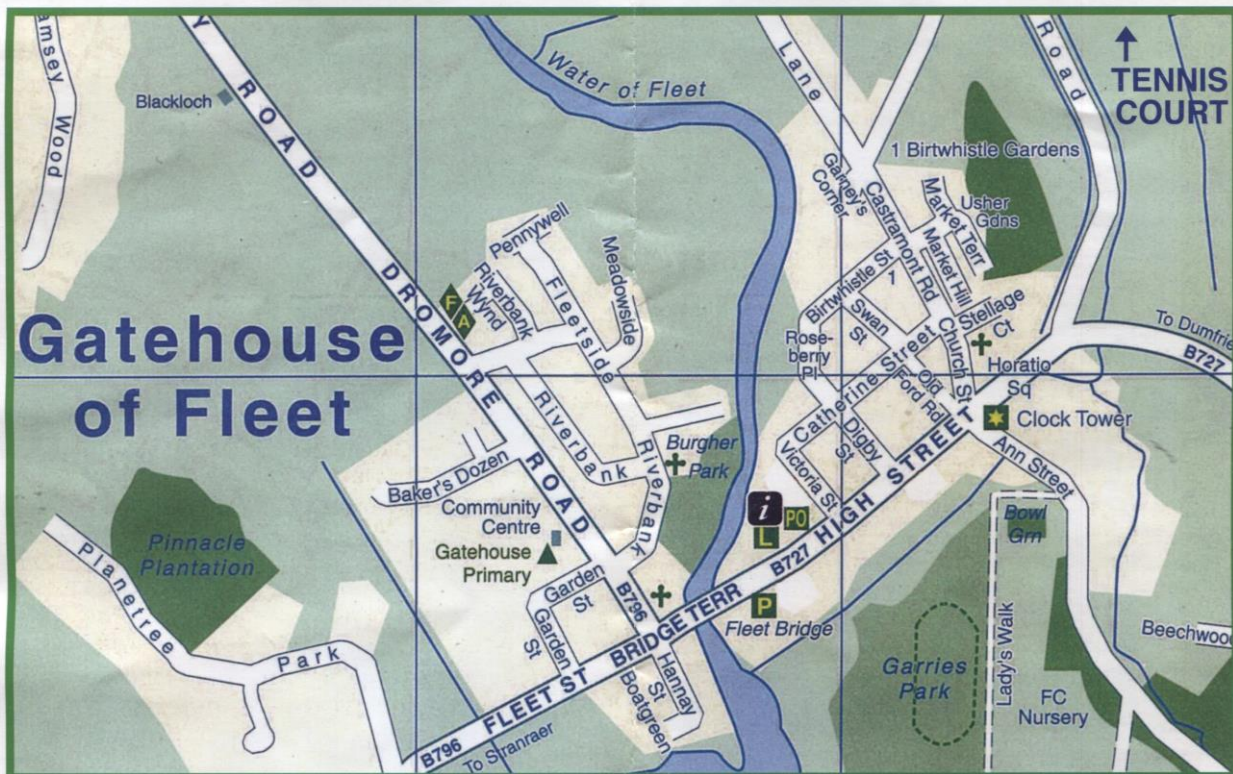 amsey Wood
Blackloch
Y ROAD
DROMORE ROAD
Water of Fleet
Lane
Road
TENNIS
COURT
1 Birtwhistle Gardens
Garney's
Corner
Castramont Rd
Market Terr
Usher
Gdns
Market Hill
Birtwhistle St
1
Swan
St
Stellage
Ct
Rose-
berry
Pl
Catherine Street
Church St
Old
Ford Rd
Horatio
Sq
To Dumfrie
B727
Clock Tower
Ann Street
Digby
St
Victoria St
Pennywell
Riverbank
Wynd
Fleetside
Meadowside
F
A
Gatehouse
of Fleet
Riverbank
Riverbank
Burgher
Park
Baker's Dozen
Community
Centre
Gatehouse
Primary
Pinnacle
Plantation
Planetree Park
Garden
St
Garden
St
B796
i
PO
L
P
B727 HIGH STREET
Fleet Bridge
B796 FLEET ST BRIDGE TERR
To Stranraer
Hannay
St
Boatgreen
Bowl
Grn
Lady's Walk
Garries
Park
FC
Nursery
Beechwood